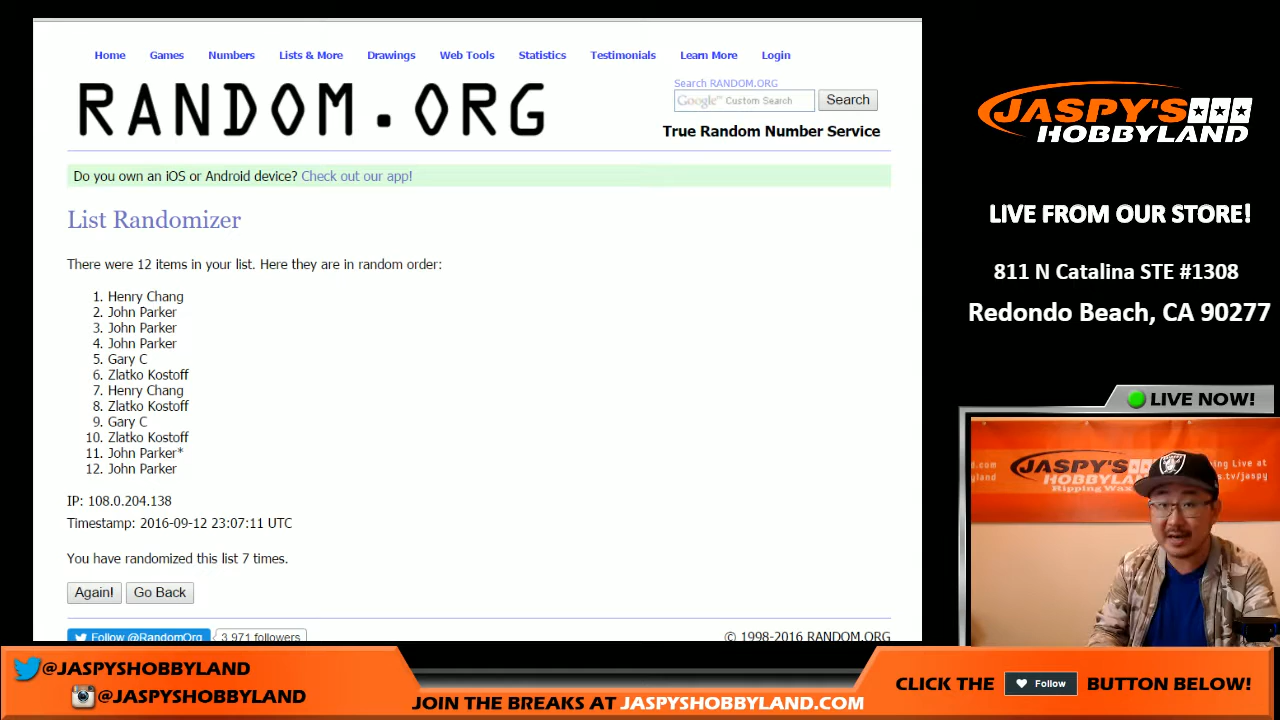 Home Games Numbers Lists & More Drawings Web Tools Statistics Testimonials Learn More Login
RANDOM.ORG
Search RANDOM.ORG
Google™ Custom Search Search
True Random Number Service
Do you own an iOS or Android device? Check out our app!
List Randomizer
There were 12 items in your list. Here they are in random order:
1. Henry Chang
2. John Parker
3. John Parker
4. John Parker
5. Gary C
6. Zlatko Kostoff
7. Henry Chang
8. Zlatko Kostoff
9. Gary C
10. Zlatko Kostoff
11. John Parker*
12. John Parker
IP: 108.0.204.138
Timestamp: 2016-09-12 23:07:11 UTC
You have randomized this list 7 times.
Again! Go Back
Follow @RandomOrg 3,971 followers
© 1998-2016 RANDOM.ORG
JASPY'S
HOBBYLAND
LIVE FROM OUR STORE!
811 N Catalina STE #1308
Redondo Beach, CA 90277
LIVE NOW!
JASPY'S
HOBBYLAND
Ripping Wax
ing Live at
s.tv/jaspy
d.com
yland
@JASPYSHOBBYLAND
@JASPYSHOBBYLAND
JOIN THE BREAKS AT JASPYSHOBBYLAND.COM
CLICK THE Follow BUTTON BELOW!